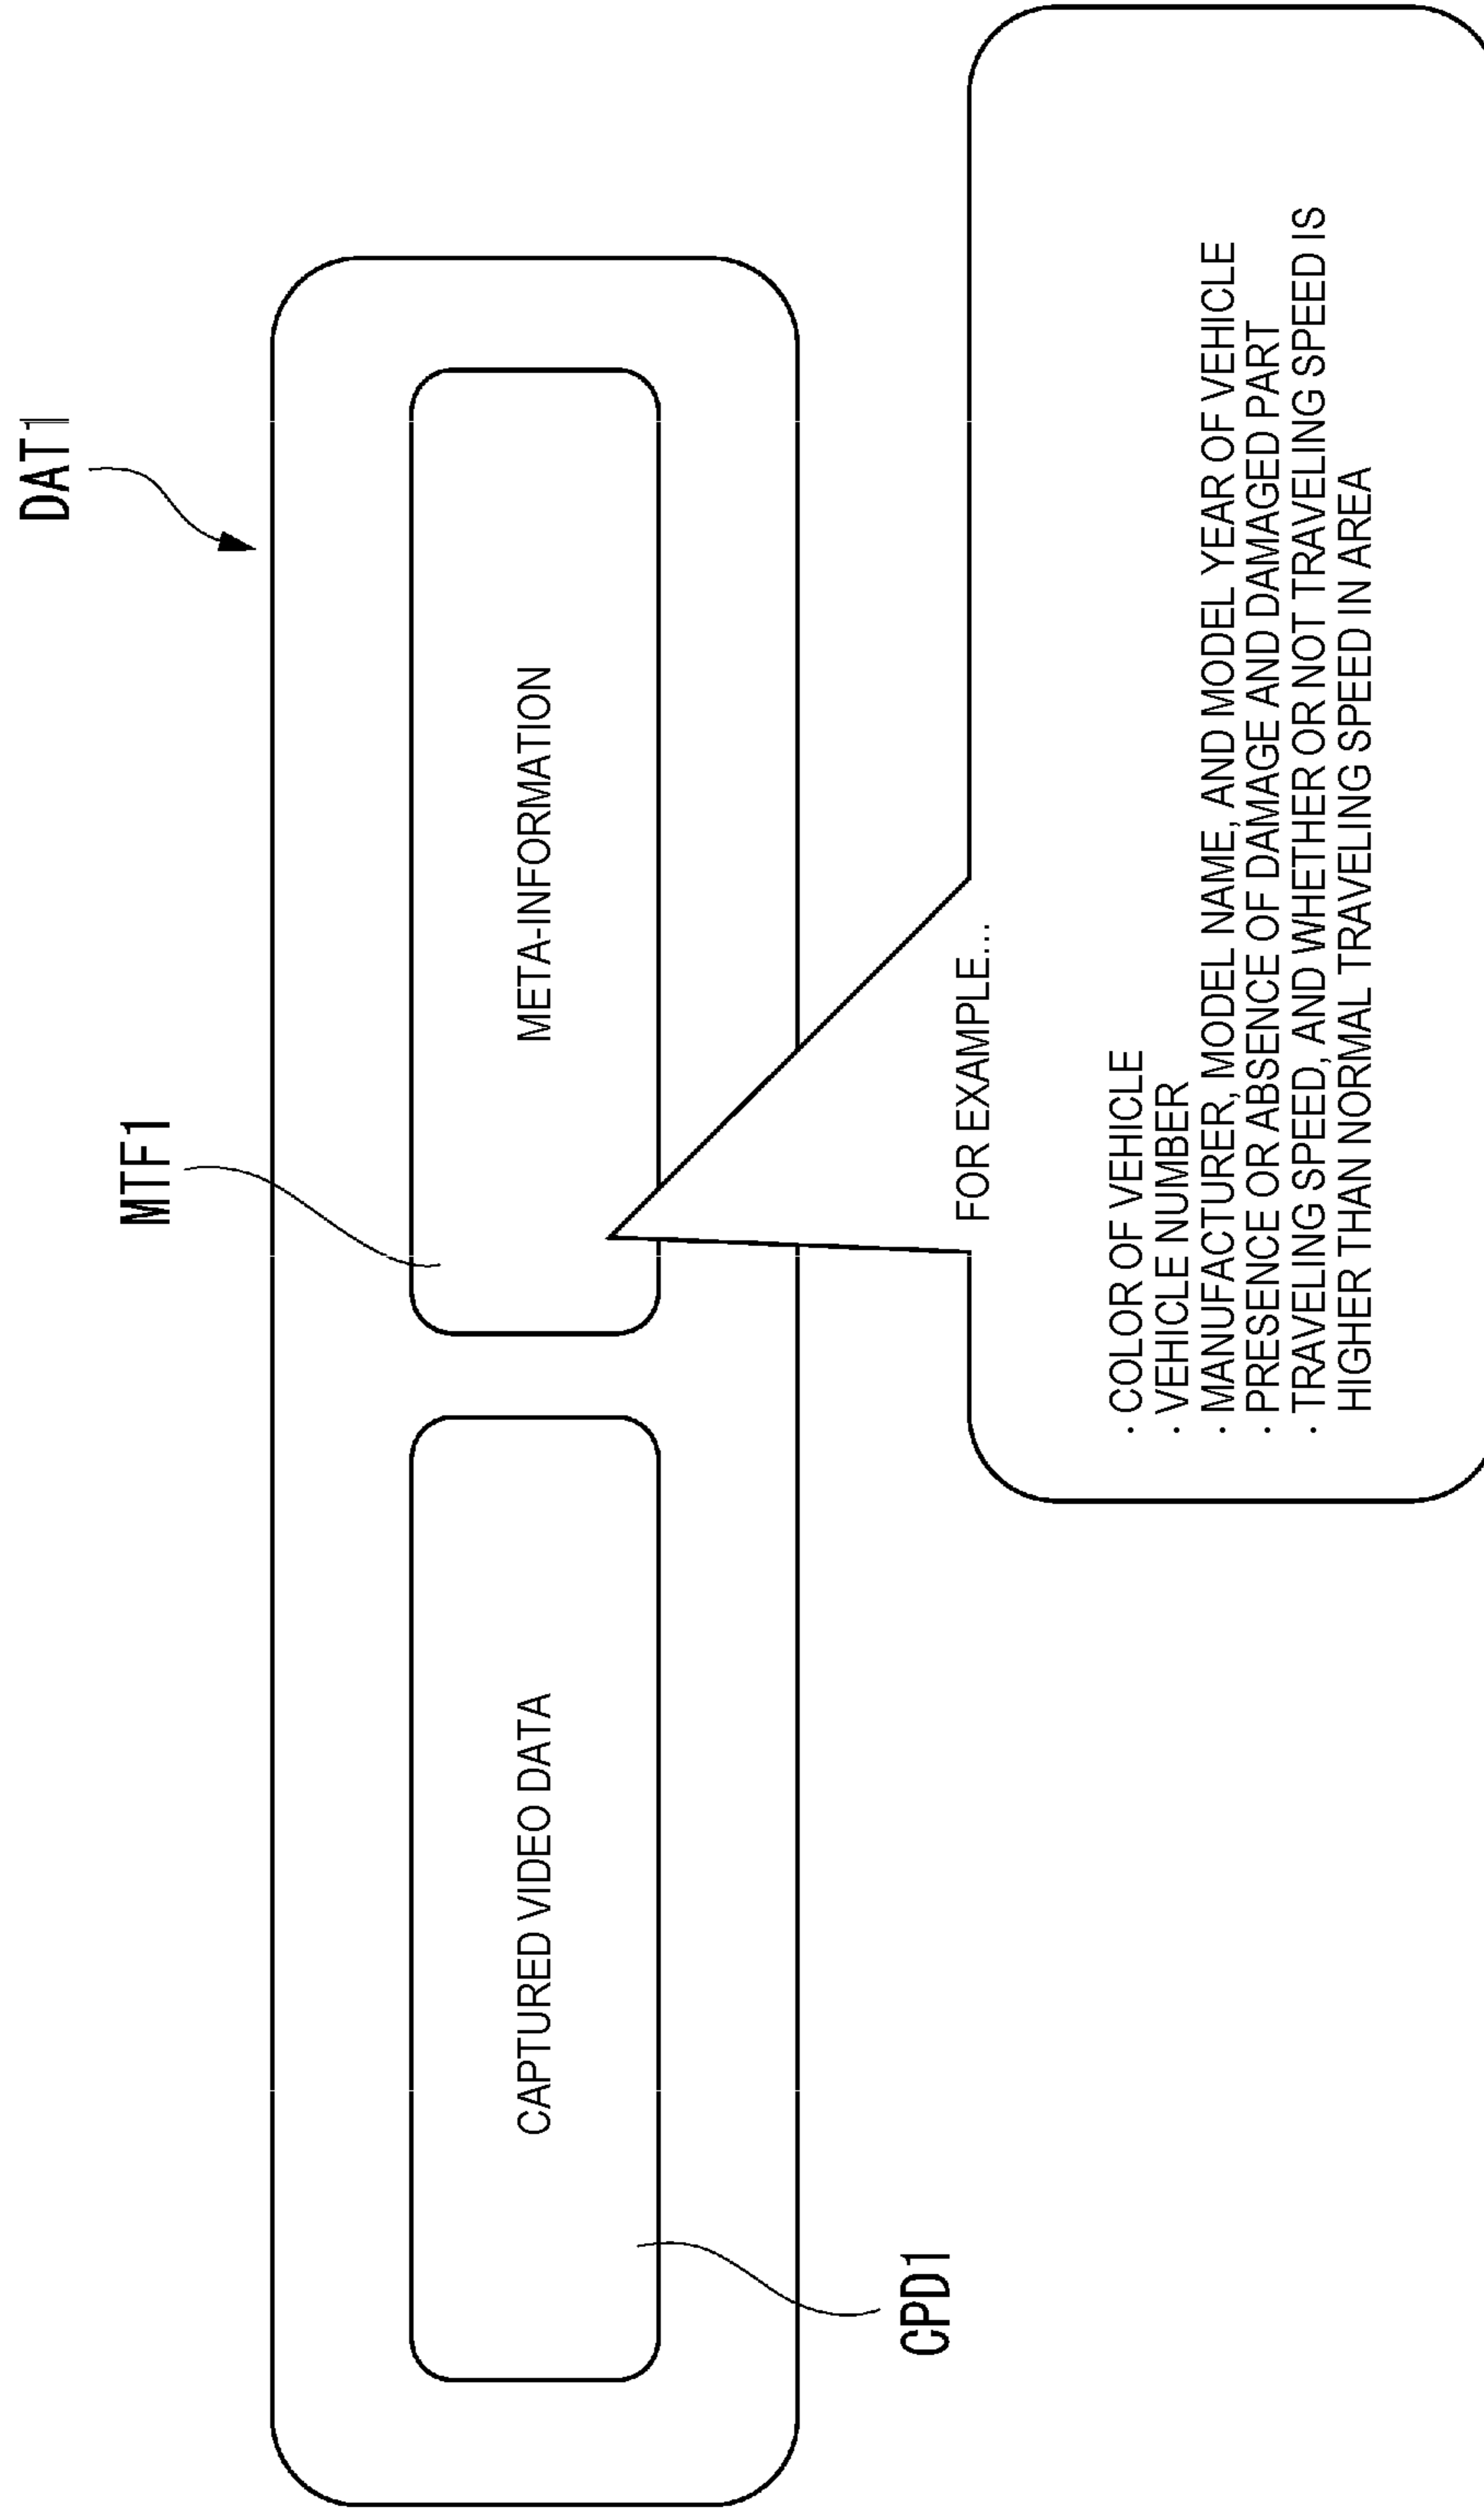 DAT1
MTF1
CAPTURED VIDEO DATA
META-INFORMATION
CPD1
FOR EXAMPLE...
· COLOR OF VEHICLE
· VEHICLE NUMBER
· MANUFACTURER, MODEL NAME, AND MODEL YEAR OF VEHICLE
· PRESENCE OR ABSENCE OF DAMAGE AND DAMAGED PART
· TRAVELING SPEED, AND WHETHER OR NOT TRAVELING SPEED IS
HIGHER THAN NORMAL TRAVELING SPEED IN AREA